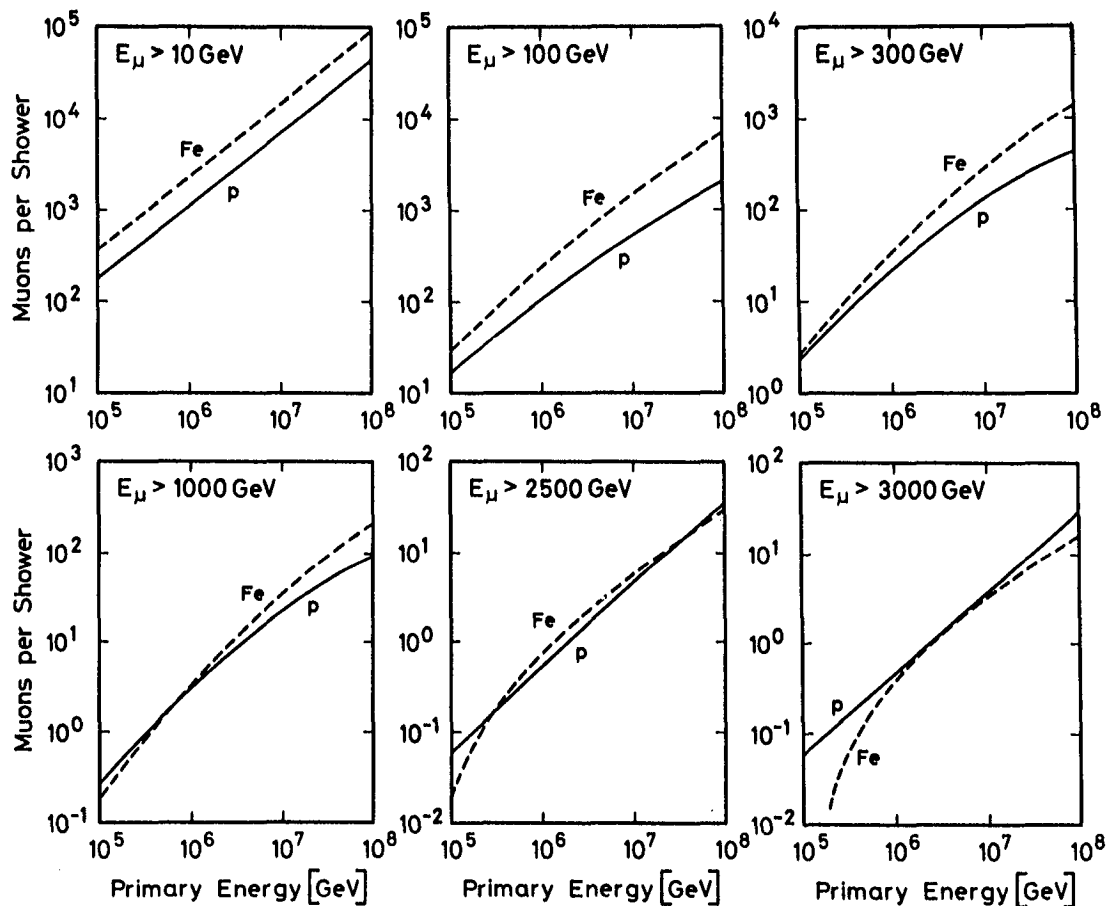 Muons per Shower
10^5
10^4
10^3
10^2
10^1
E_μ > 10 GeV
Fe
p
10^5 10^6 10^7 10^8
10^5
10^4
10^3
10^2
10^1
E_μ > 100 GeV
Fe
p
10^5 10^6 10^7 10^8
10^4
10^3
10^2
10^1
10^0
E_μ > 300 GeV
Fe
p
10^5 10^6 10^7 10^8
Muons per Shower
10^3
10^2
10^1
10^0
10^-1
E_μ > 1000 GeV
Fe
p
10^5 10^6 10^7 10^8
Primary Energy [GeV]
10^2
10^1
10^0
10^-1
10^-2
E_μ > 2500 GeV
Fe
p
10^5 10^6 10^7 10^8
Primary Energy [GeV]
10^2
10^1
10^0
10^-1
10^-2
E_μ > 3000 GeV
p
Fe
10^5 10^6 10^7 10^8
Primary Energy [GeV]